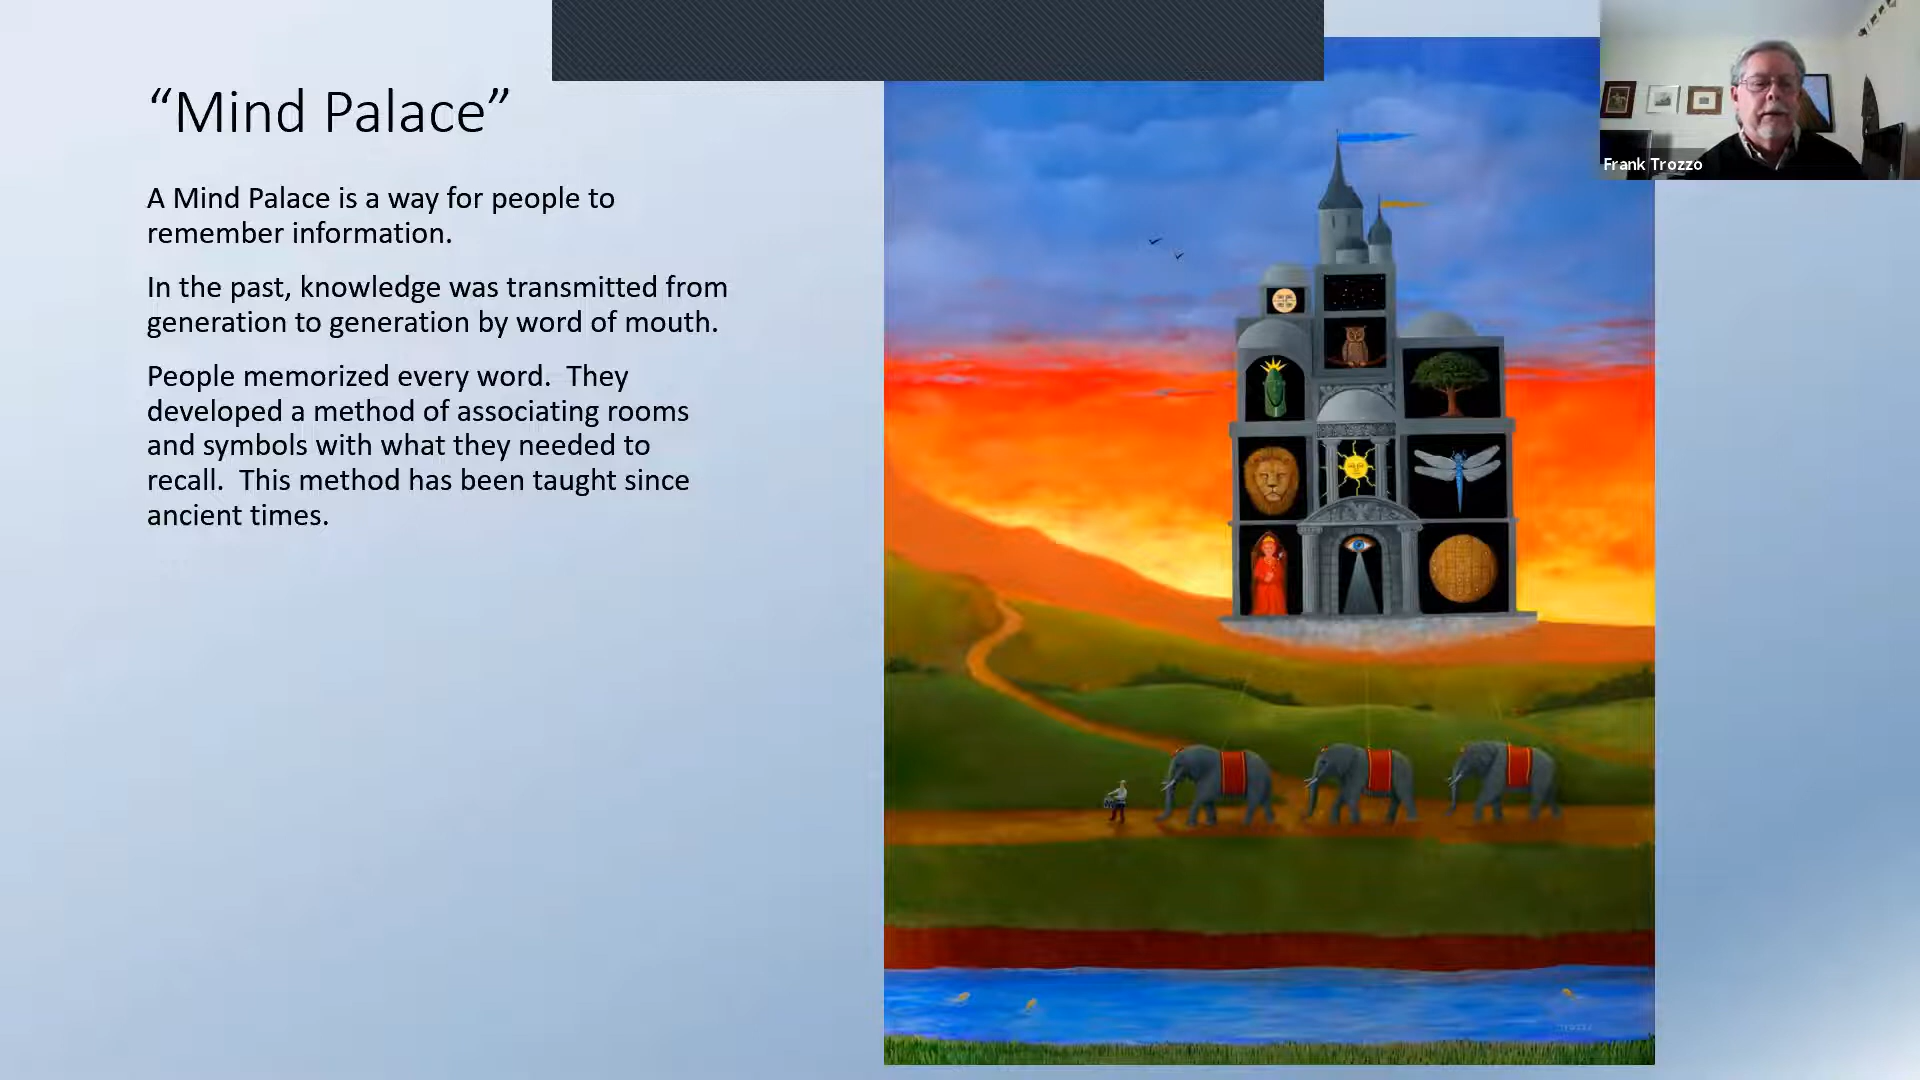 “Mind Palace”
A Mind Palace is a way for people to
remember information.
In the past, knowledge was transmitted from
generation to generation by word of mouth.
People memorized every word.  They
developed a method of associating rooms
and symbols with what they needed to
recall.  This method has been taught since
ancient times.
Frank Trozzo